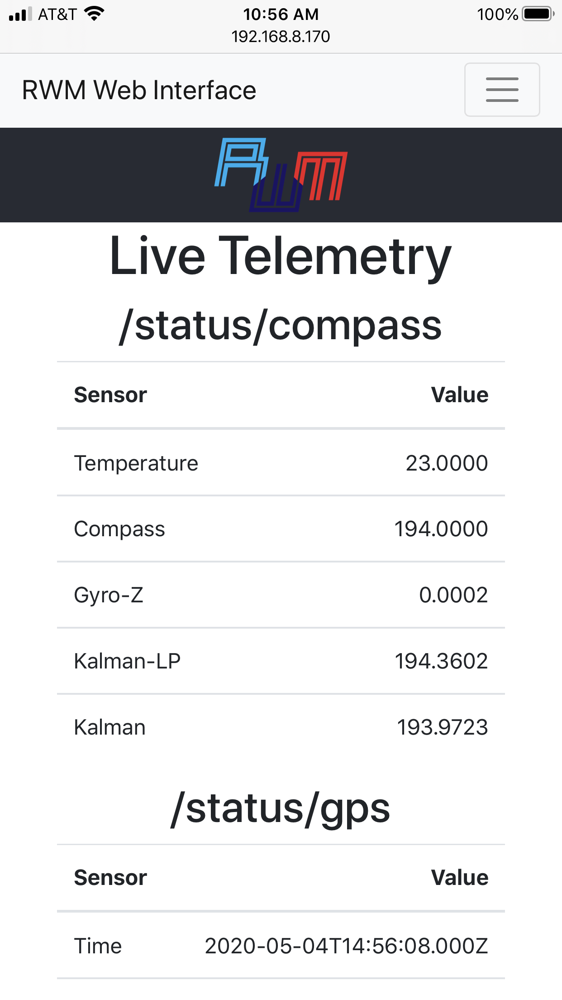 AT&T 10:56 AM 100%
192.168.8.170
RWM Web Interface
RWM
Live Telemetry
/status/compass
Sensor Value
Temperature 23.0000
Compass 194.0000
Gyro-Z 0.0002
Kalman-LP 194.3602
Kalman 193.9723
/status/gps
Sensor Value
Time 2020-05-04T14:56:08.000Z